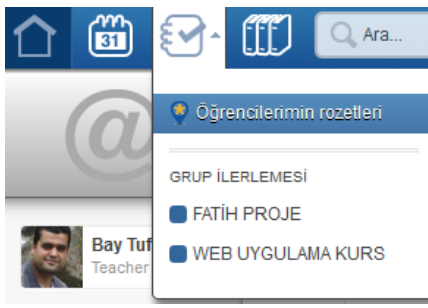 31
Ara...
@
Öğrencilerimin rozetleri
GRUP İLERLEMESİ
FATİH PROJE
WEB UYGULAMA KURS
Bay Tuf
Teacher